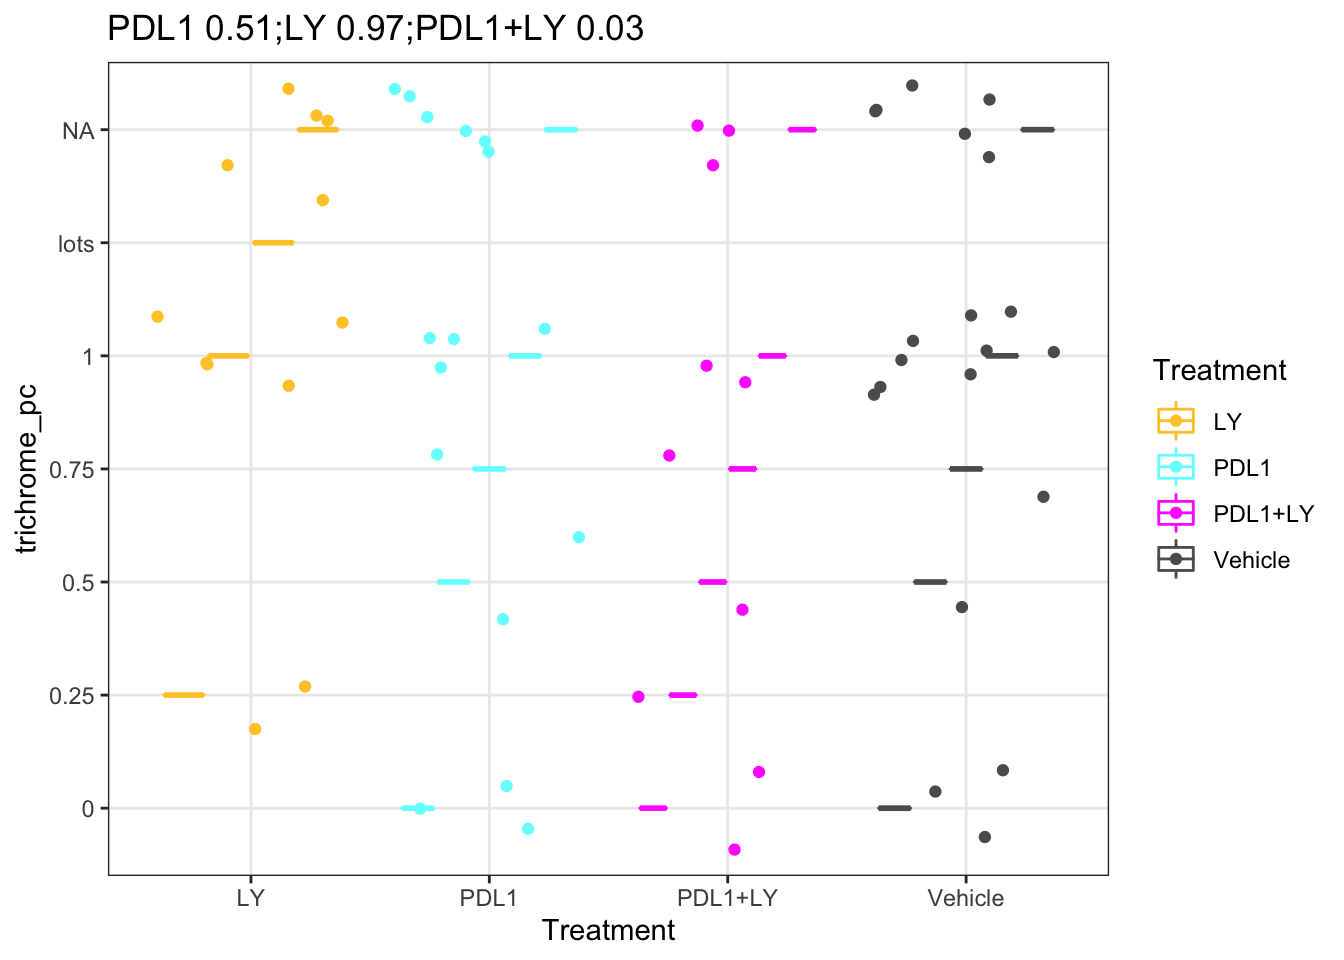 PDL1 0.51;LY 0.97;PDL1+LY 0.03
trichrome_pc
NA
lots
1
0.75
0.5
0.25
0
LY
PDL1
PDL1+LY
Vehicle
Treatment
Treatment
LY
PDL1
PDL1+LY
Vehicle